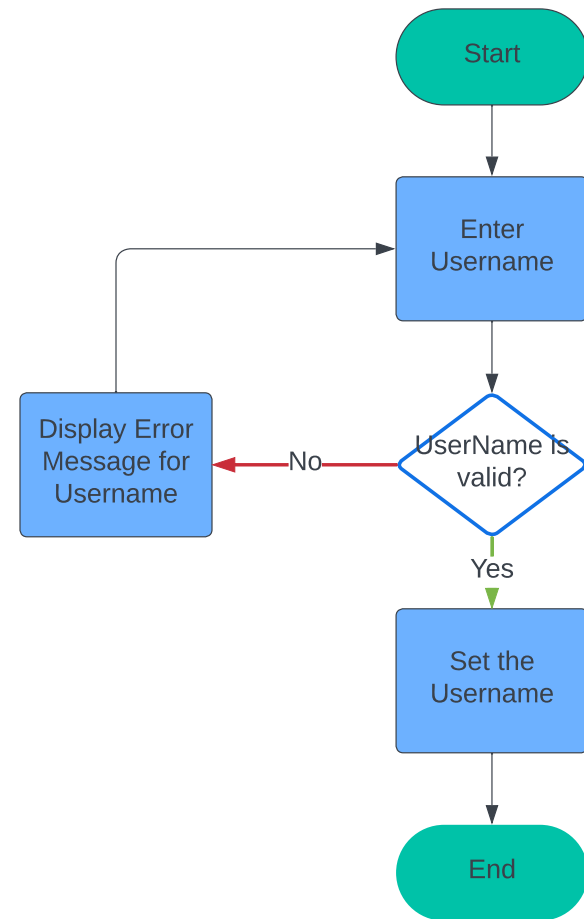 Start
Enter
Username
UserName is
valid?
No
Display Error
Message for
Username
Yes
Set the
Username
End